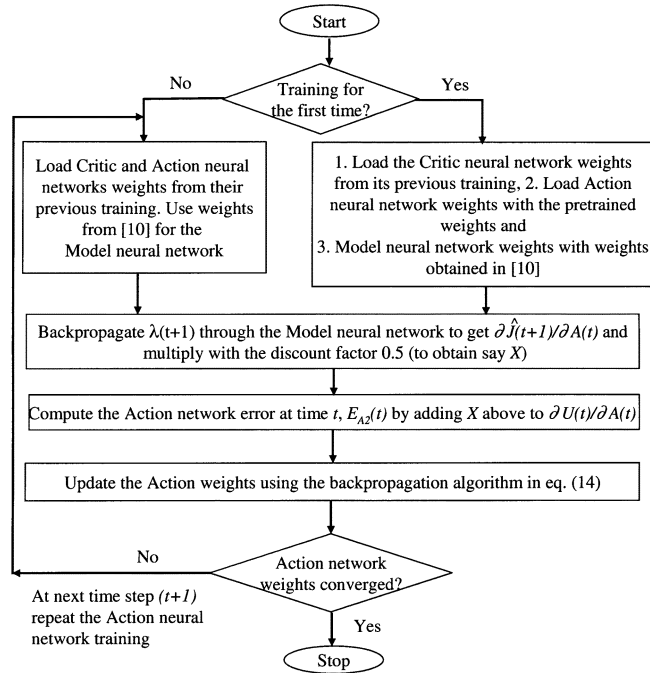 Start
Training for
the first time?
No
Yes
Load Critic and Action neural
networks weights from their
previous training. Use weights
from [10] for the
Model neural network
1. Load the Critic neural network weights
from its previous training, 2. Load Action
neural network weights with the pretrained
weights and
3. Model neural network weights with weights
obtained in [10]
Backpropagate λ(t+1) through the Model neural network to get ∂Ĵ(t+1)/∂A(t) and
multiply with the discount factor 0.5 (to obtain say X)
Compute the Action network error at time t, E_A2(t) by adding X above to ∂U(t)/∂A(t)
Update the Action weights using the backpropagation algorithm in eq. (14)
Action network
weights converged?
No
At next time step (t+1)
repeat the Action neural
network training
Yes
Stop